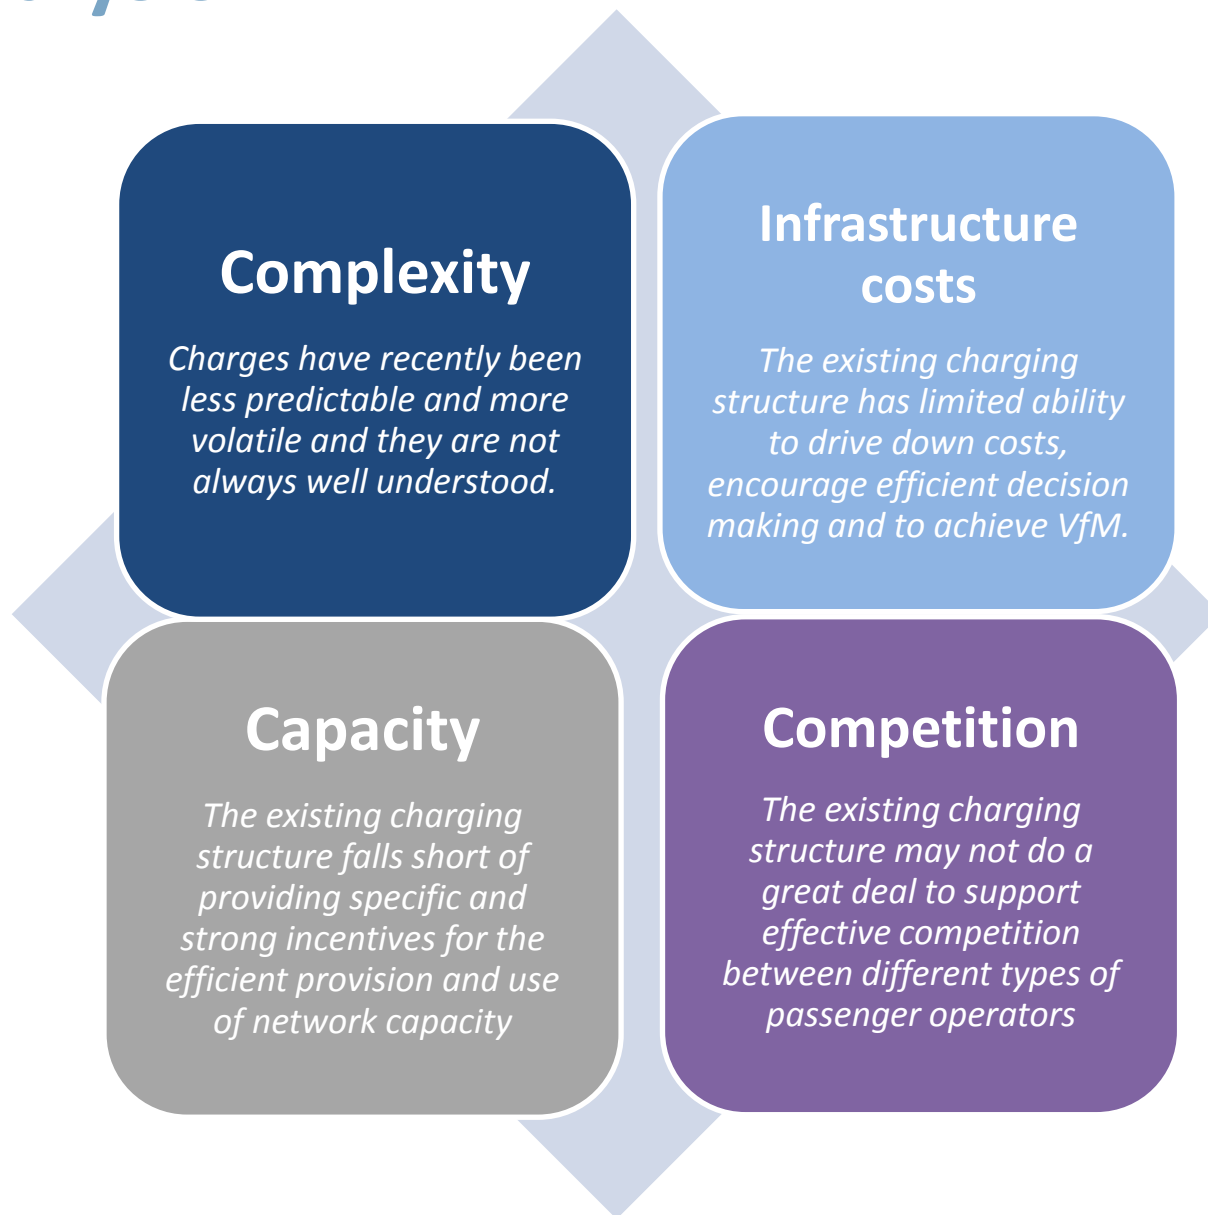 Complexity
Charges have recently been
less predictable and more
volatile and they are not
always well understood.
Infrastructure
costs
The existing charging
structure has limited ability
to drive down costs,
encourage efficient decision
making and to achieve VfM.
Capacity
The existing charging
structure falls short of
providing specific and
strong incentives for the
efficient provision and use
of network capacity
Competition
The existing charging
structure may not do a
great deal to support
effective competition
between different types of
passenger operators